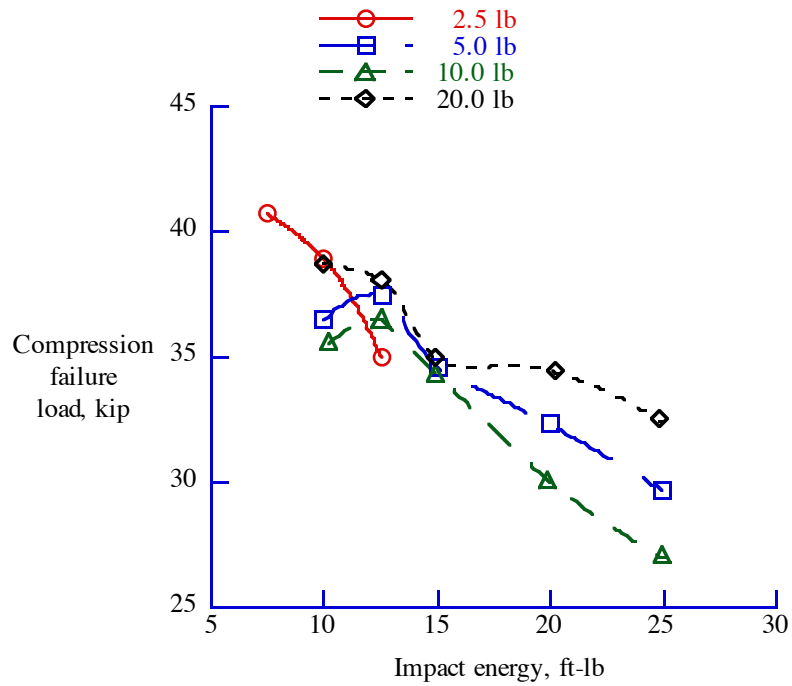 2.5 lb
5.0 lb
10.0 lb
20.0 lb
45
40
35
30
25
Compression
failure
load, kip
5 10 15 20 25 30
Impact energy, ft-lb